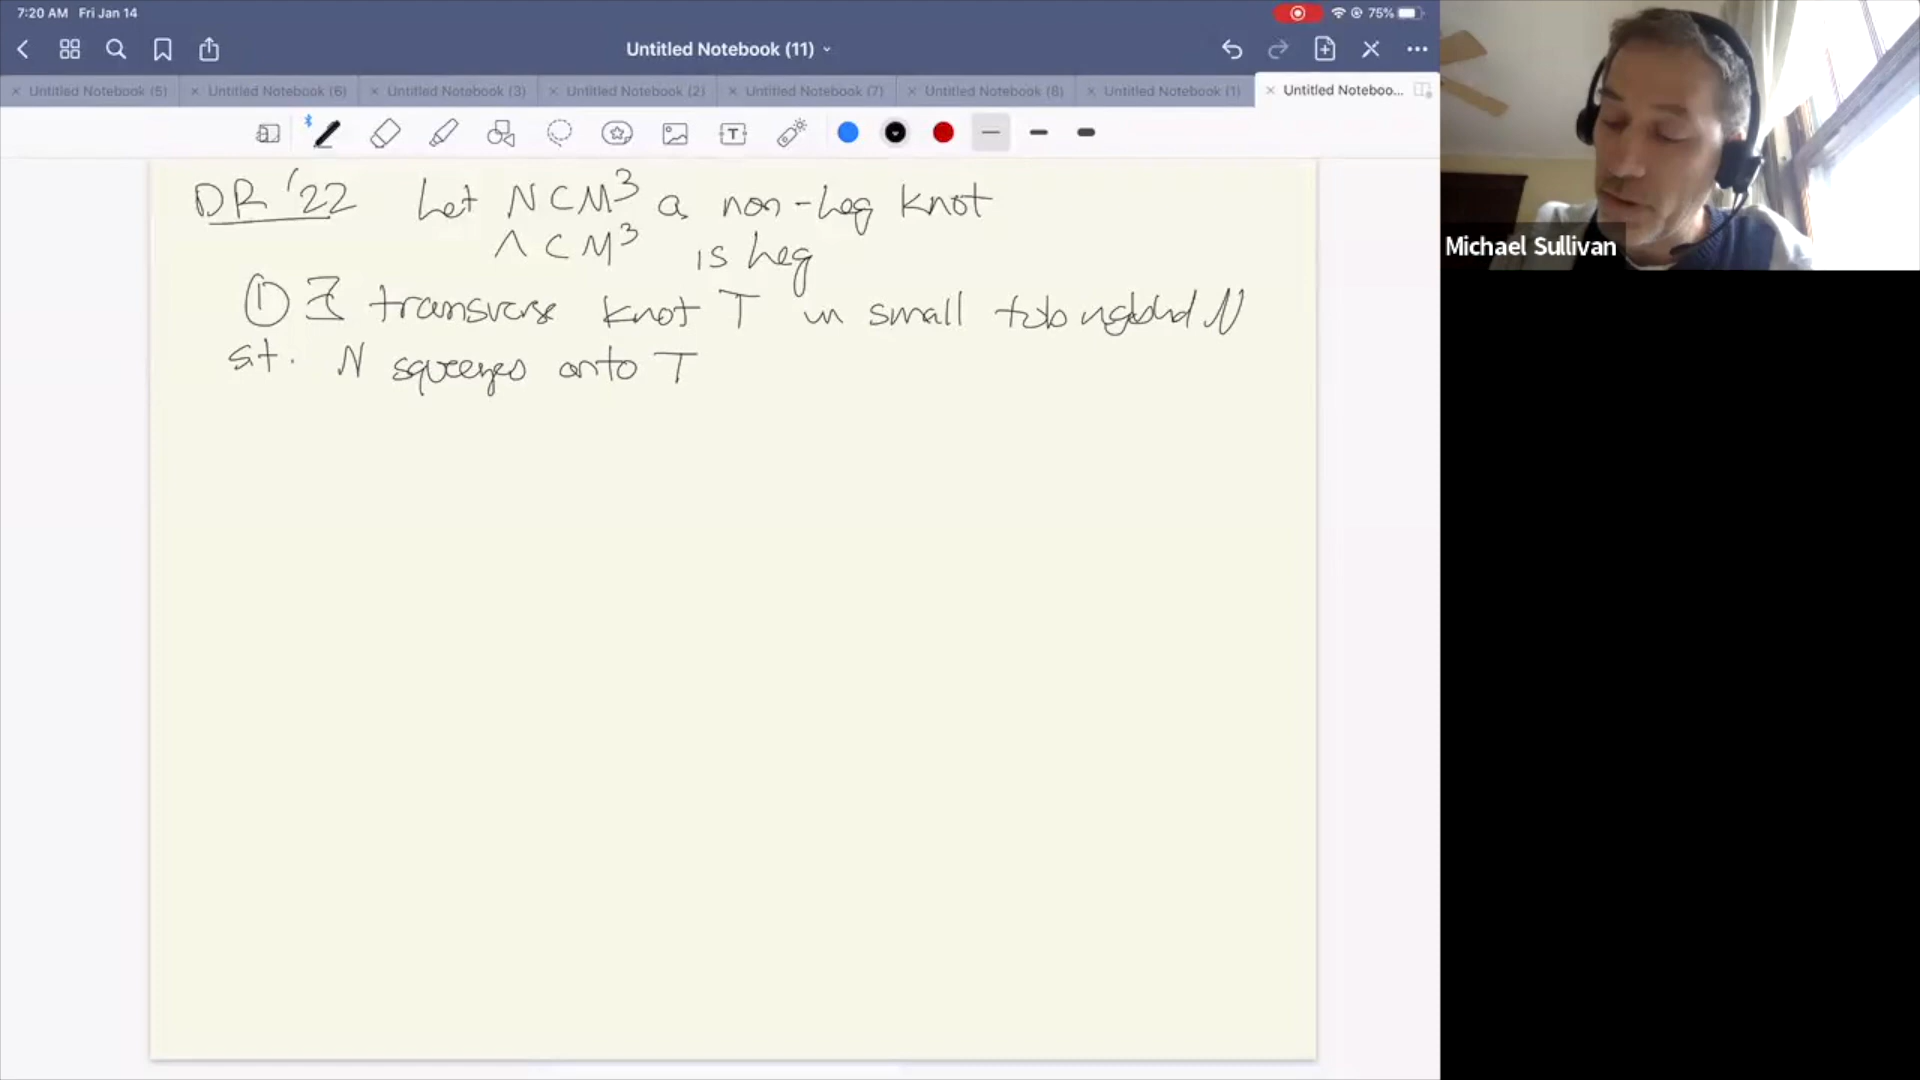 7:20 AM Fri Jan 14
75%
Untitled Notebook (11)
Untitled Notebook (5) Untitled Notebook (6) Untitled Notebook (3) Untitled Notebook (2) Untitled Notebook (7) Untitled Notebook (8) Untitled Notebook (1) Untitled Noteboo...
DR '22 Let N ⊂ M³ a non-Leg knot
Λ ⊂ M³ is Leg
① ∃ transverse knot T in small tub N
s.t. N squeezes onto T
Michael Sullivan